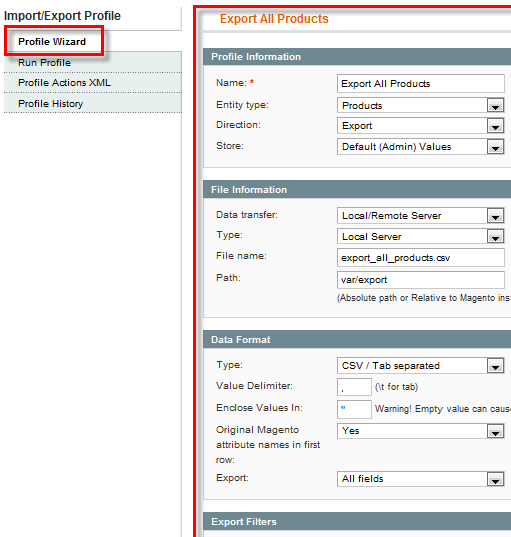 Import/Export Profile
Profile Wizard
Run Profile
Profile Actions XML
Profile History
Export All Products
Profile Information
Name: * Export All Products
Entity type: Products
Direction: Export
Store: Default (Admin) Values
File Information
Data transfer: Local/Remote Server
Type: Local Server
File name: export_all_products.csv
Path: var/export
(Absolute path or Relative to Magento ins
Data Format
Type: CSV / Tab separated
Value Delimiter: , (\t for tab)
Enclose Values In: " Warning! Empty value can caus
Original Magento Yes
attribute names in first
row:
Export: All fields
Export Filters